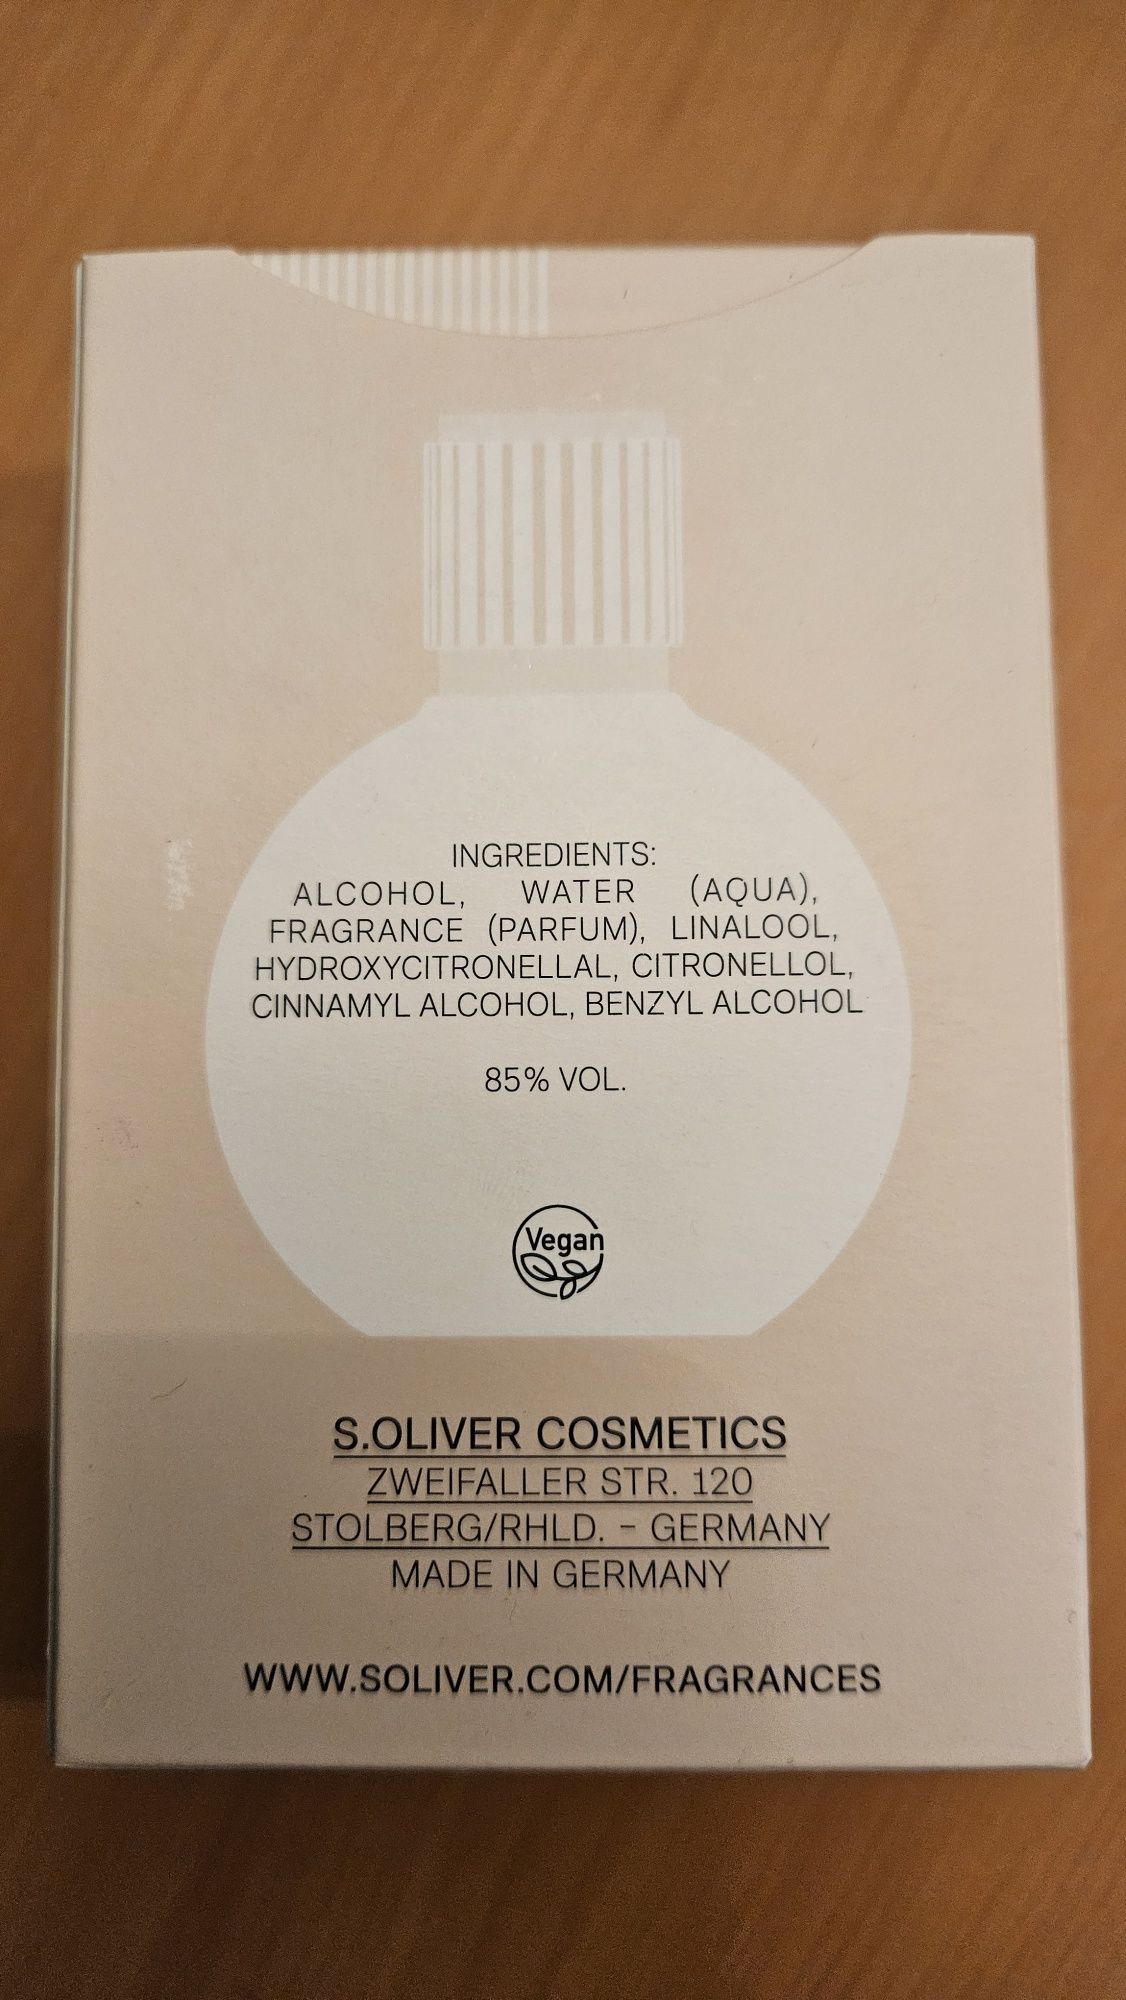 INGREDIENTS:
ALCOHOL, WATER (AQUA),
FRAGRANCE (PARFUM), LINALOOL,
HYDROXYCITRONELLAL, CITRONELLOL,
CINNAMYL ALCOHOL, BENZYL ALCOHOL
85% VOL.
Vegan
S.OLIVER COSMETICS
ZWEIFALLER STR. 120
STOLBERG/RHLD. - GERMANY
MADE IN GERMANY
WWW.SOLIVER.COM/FRAGRANCES